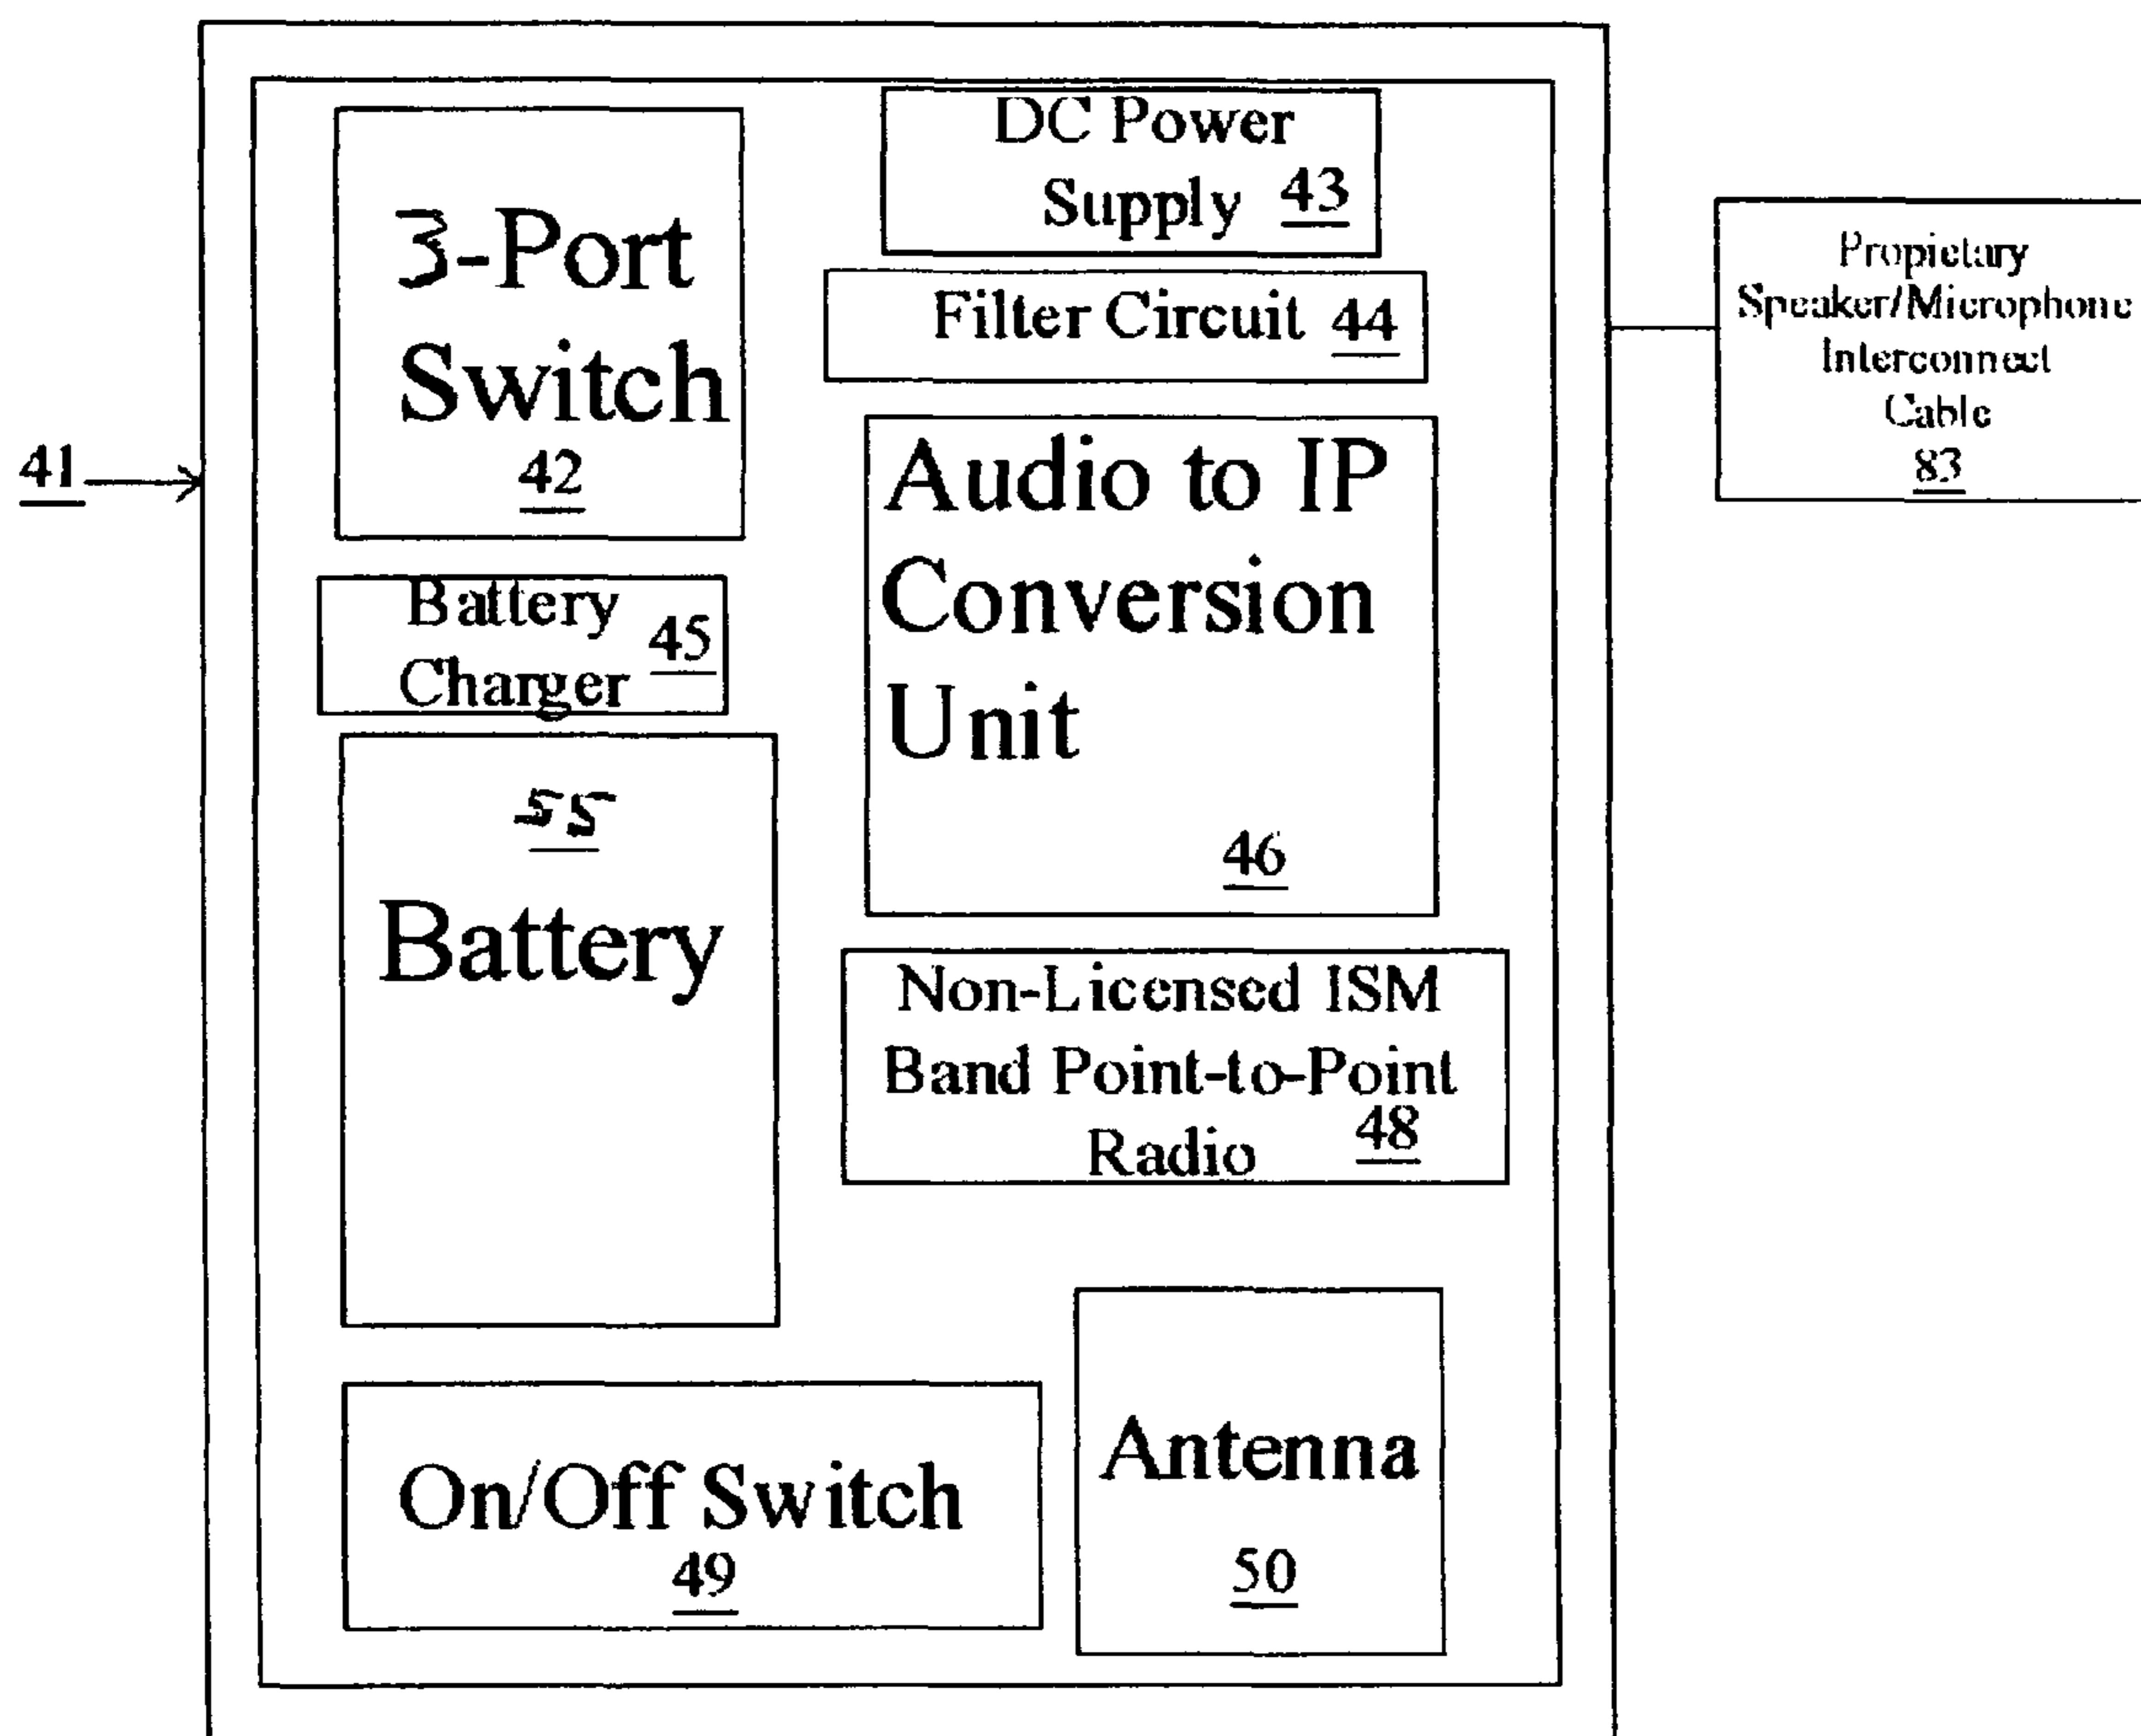 DC Power
Supply 43
3-Port
Switch
42
Filter Circuit 44
Propietary
Speaker/Microphone
Interconnect
Cable
83
41
Audio to IP
Conversion
Unit
46
Battery
Charger 45
55
Battery
Non-Licensed ISM
Band Point-to-Point
Radio 48
On/Off Switch
49
Antenna
50